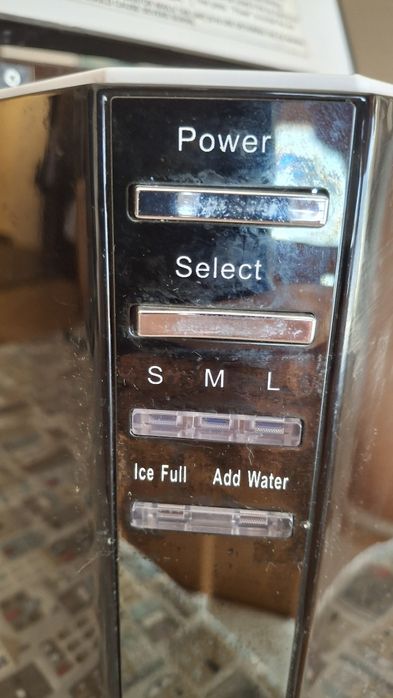 Power
Select
S M L
Ice Full Add Water